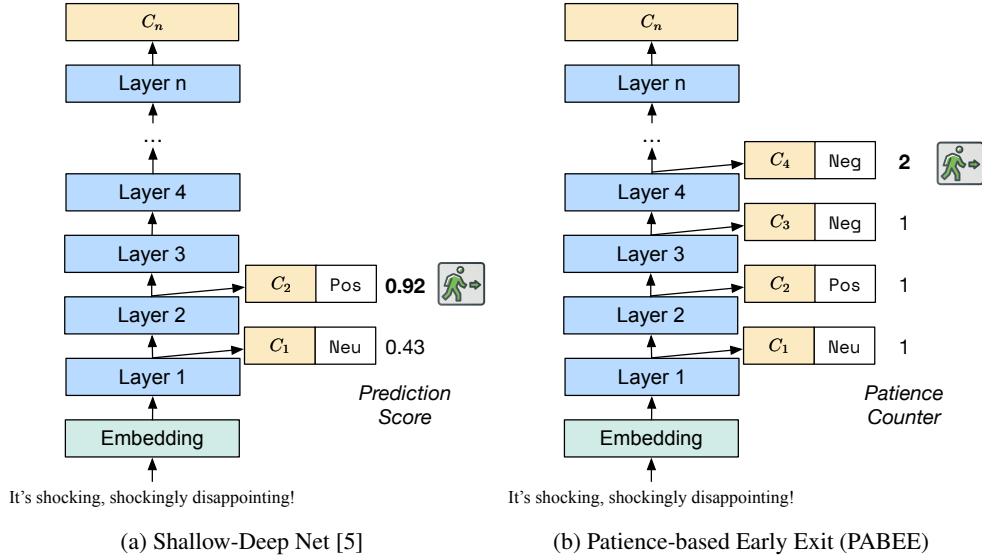 Cₙ
Layer n
...
Layer 4
Layer 3
C₂ Pos 0.92
Layer 2
C₁ Neu 0.43
Layer 1
Prediction
Score
Embedding
It's shocking, shockingly disappointing!
(a) Shallow-Deep Net [5]
Cₙ
Layer n
...
C₄ Neg 2
Layer 4
C₃ Neg 1
Layer 3
C₂ Pos 1
Layer 2
C₁ Neu 1
Layer 1
Patience
Counter
Embedding
It's shocking, shockingly disappointing!
(b) Patience-based Early Exit (PABEE)